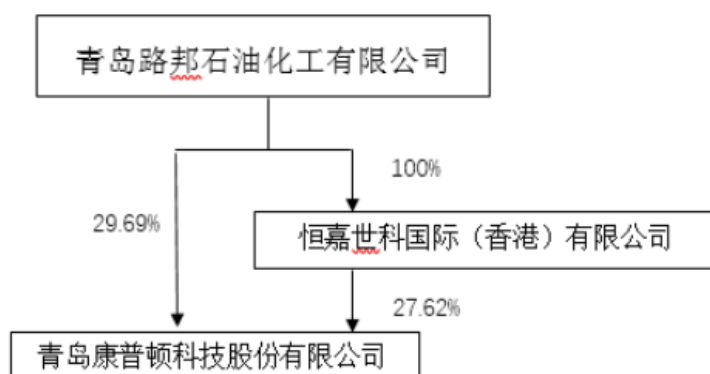 青岛路邦石油化工有限公司
100%
29.69%
恒嘉世科国际（香港）有限公司
27.62%
青岛康普顿科技股份有限公司